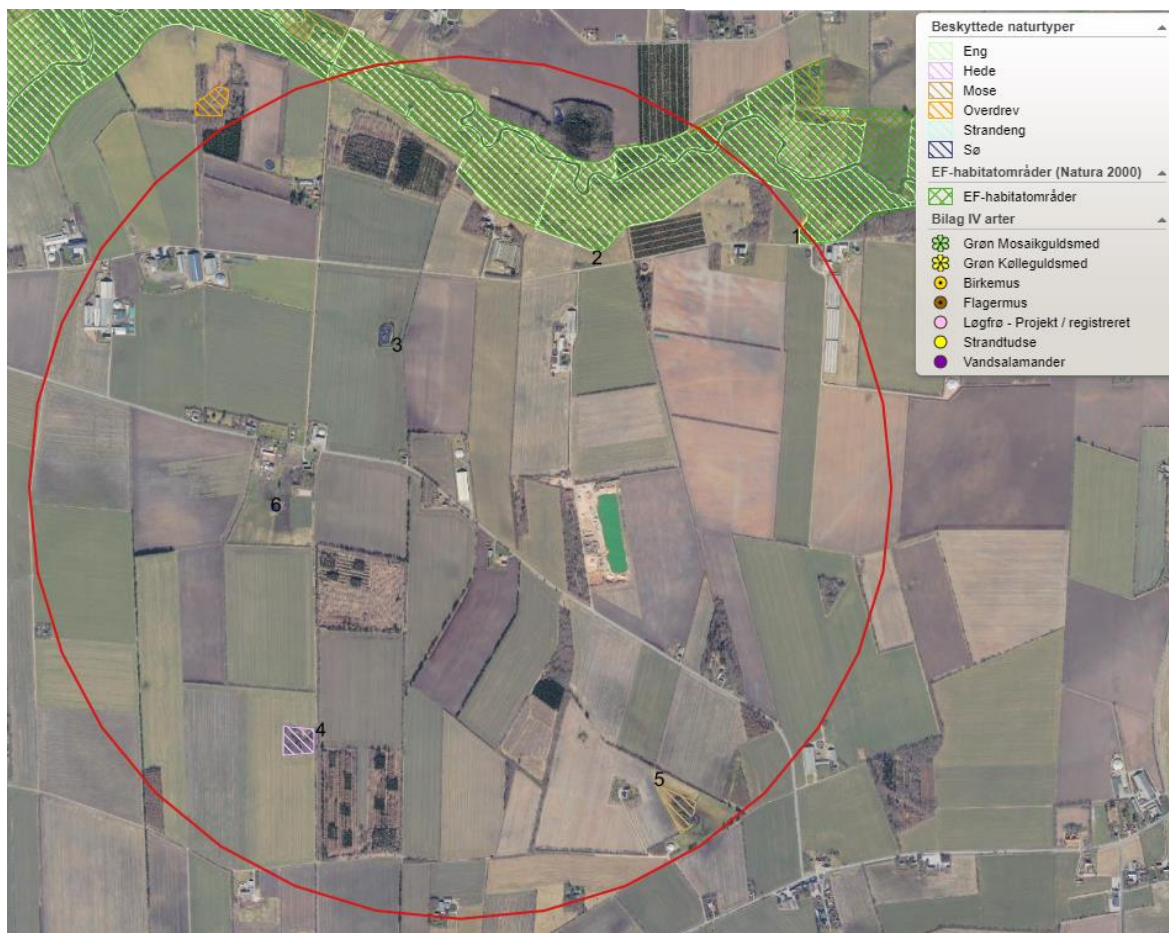 Beskyttede naturtyper
Eng
Hede
Mose
Overdrev
Strandeng
Sø
EF-habitatområder (Natura 2000)
EF-habitatområder
Bilag IV arter
Grøn Mosaikguldsmed
Grøn Kølleguldsmed
Birkemus
Flagermus
Løgfrø - Projekt / registreret
Strandtudse
Vandsalamander
1
2
3
6
4
5